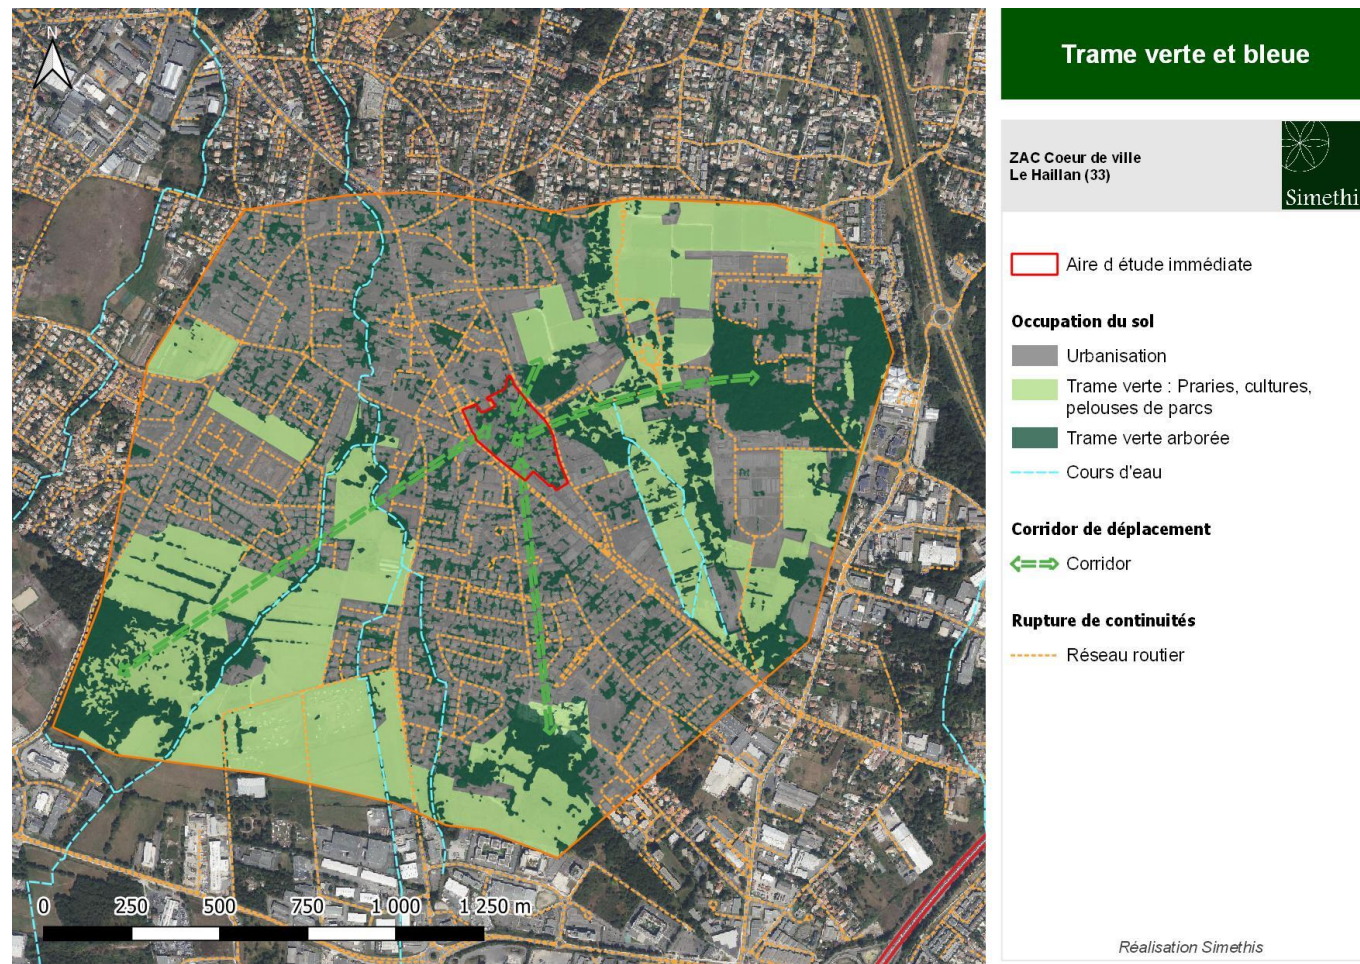 N
Trame verte et bleue
ZAC Coeur de ville
Le Haillan (33)
Simethi
Aire d étude immédiate
Occupation du sol
Urbanisation
Trame verte : Praries, cultures,
pelouses de parcs
Trame verte arborée
Cours d'eau
Corridor de déplacement
Corridor
Rupture de continuités
Réseau routier
0 250 500 750 1 000 1 250 m
Réalisation Simethis